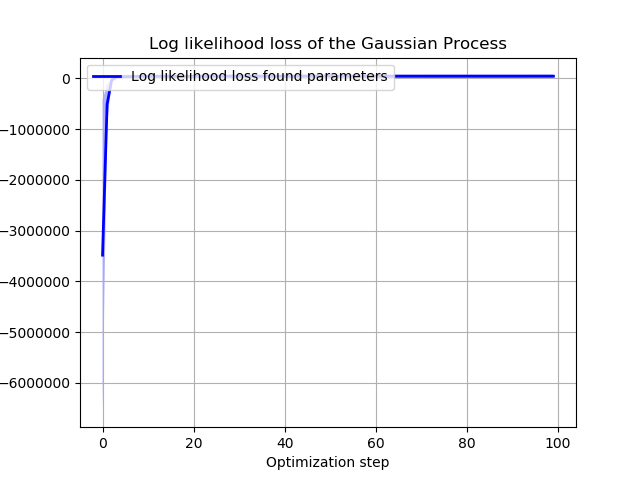 Log likelihood loss of the Gaussian Process
Log likelihood loss found parameters
0
−1000000
−2000000
−3000000
−4000000
−5000000
−6000000
0 20 40 60 80 100
Optimization step